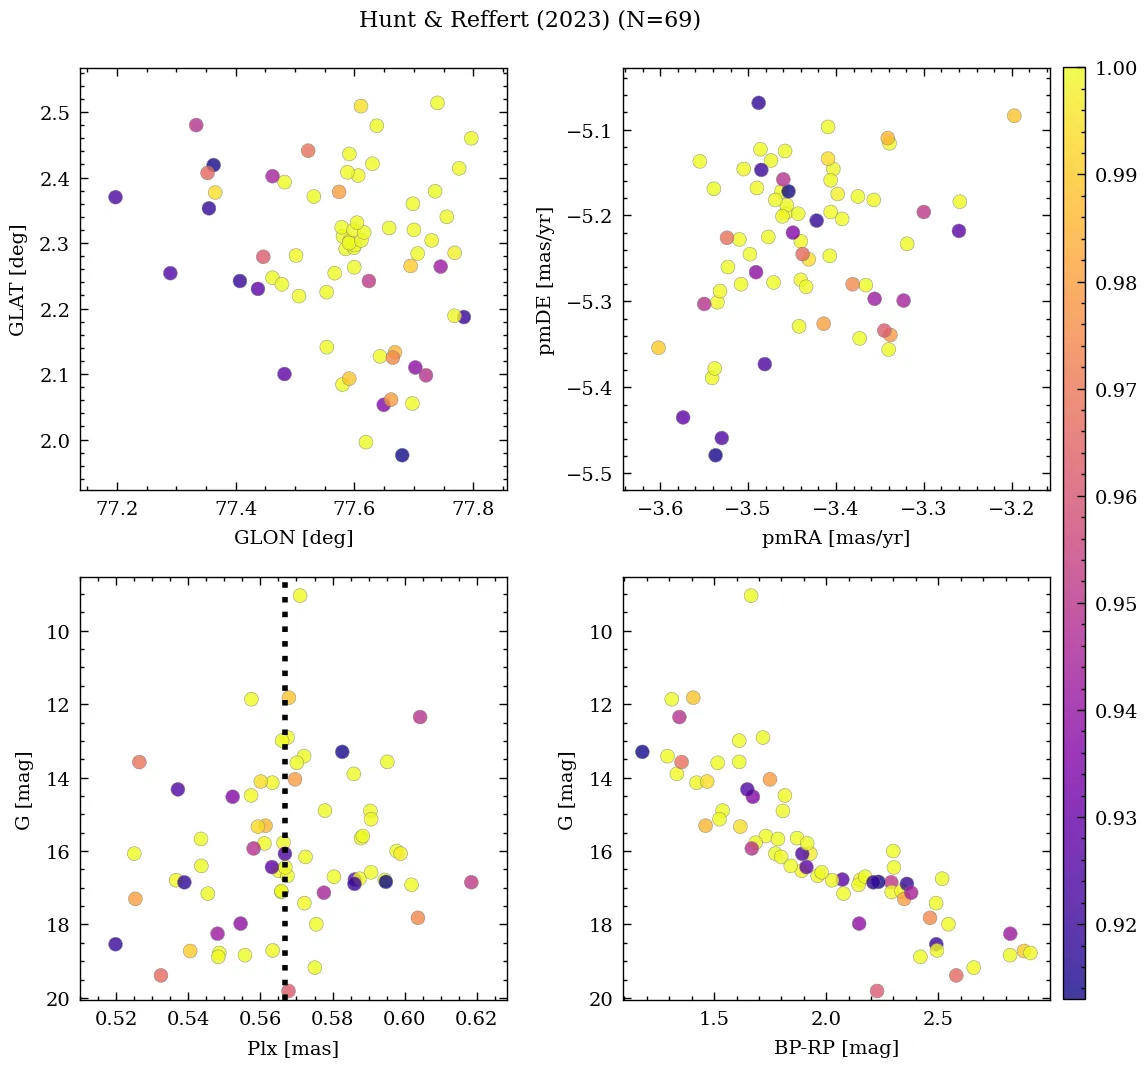 Hunt & Reffert (2023) (N=69)
2.5
2.4
2.3
2.2
2.1
2.0
GLAT [deg]
77.2 77.4 77.6 77.8
GLON [deg]
−5.1
−5.2
−5.3
−5.4
−5.5
pmDE [mas/yr]
−3.6 −3.5 −3.4 −3.3 −3.2
pmRA [mas/yr]
10
12
14
16
18
20
G [mag]
0.52 0.54 0.56 0.58 0.60 0.62
Plx [mas]
10
12
14
16
18
20
G [mag]
1.5 2.0 2.5
BP-RP [mag]
1.00
0.99
0.98
0.97
0.96
0.95
0.94
0.93
0.92